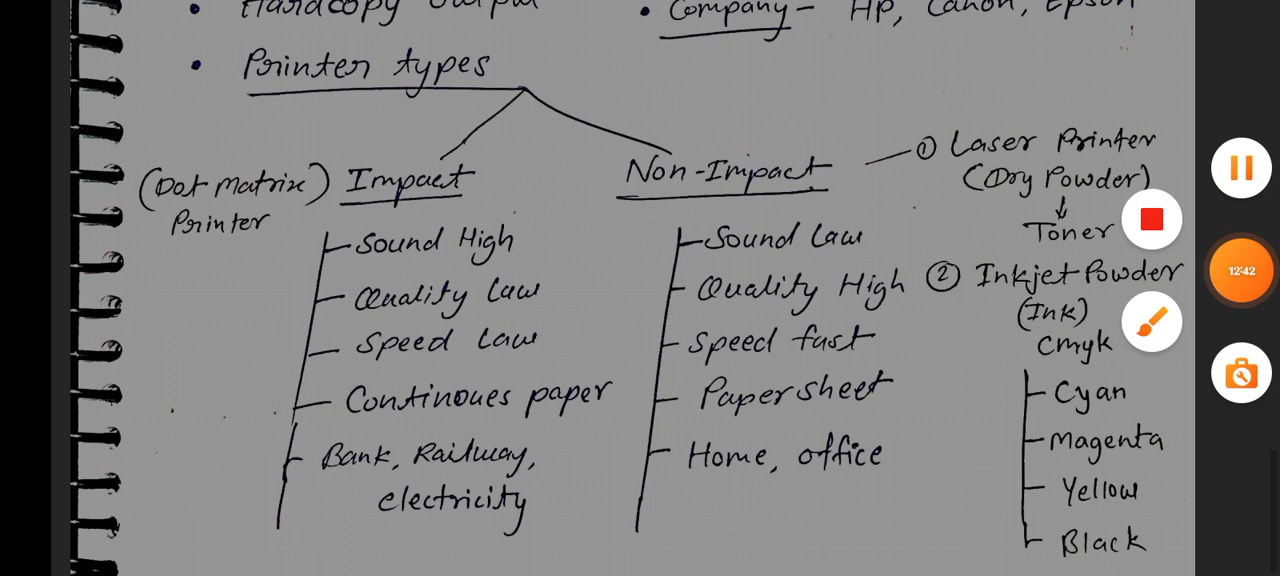 Hardcopy output
• Company - HP, Canon, Epson
• Printer types
(Dot Matrix) Printer
Impact
Sound High
Quality Law
Speed Law
Continoues paper
Bank, Railway,
electricity
Non-Impact
Sound Law
Quality High
Speed fast
Paper sheet
Home, office
① Laser Printer
(Dry Powder)
Toner
② Inkjet Powder
(Ink)
CMyk
Cyan
Magenta
Yellow
Black
12:42